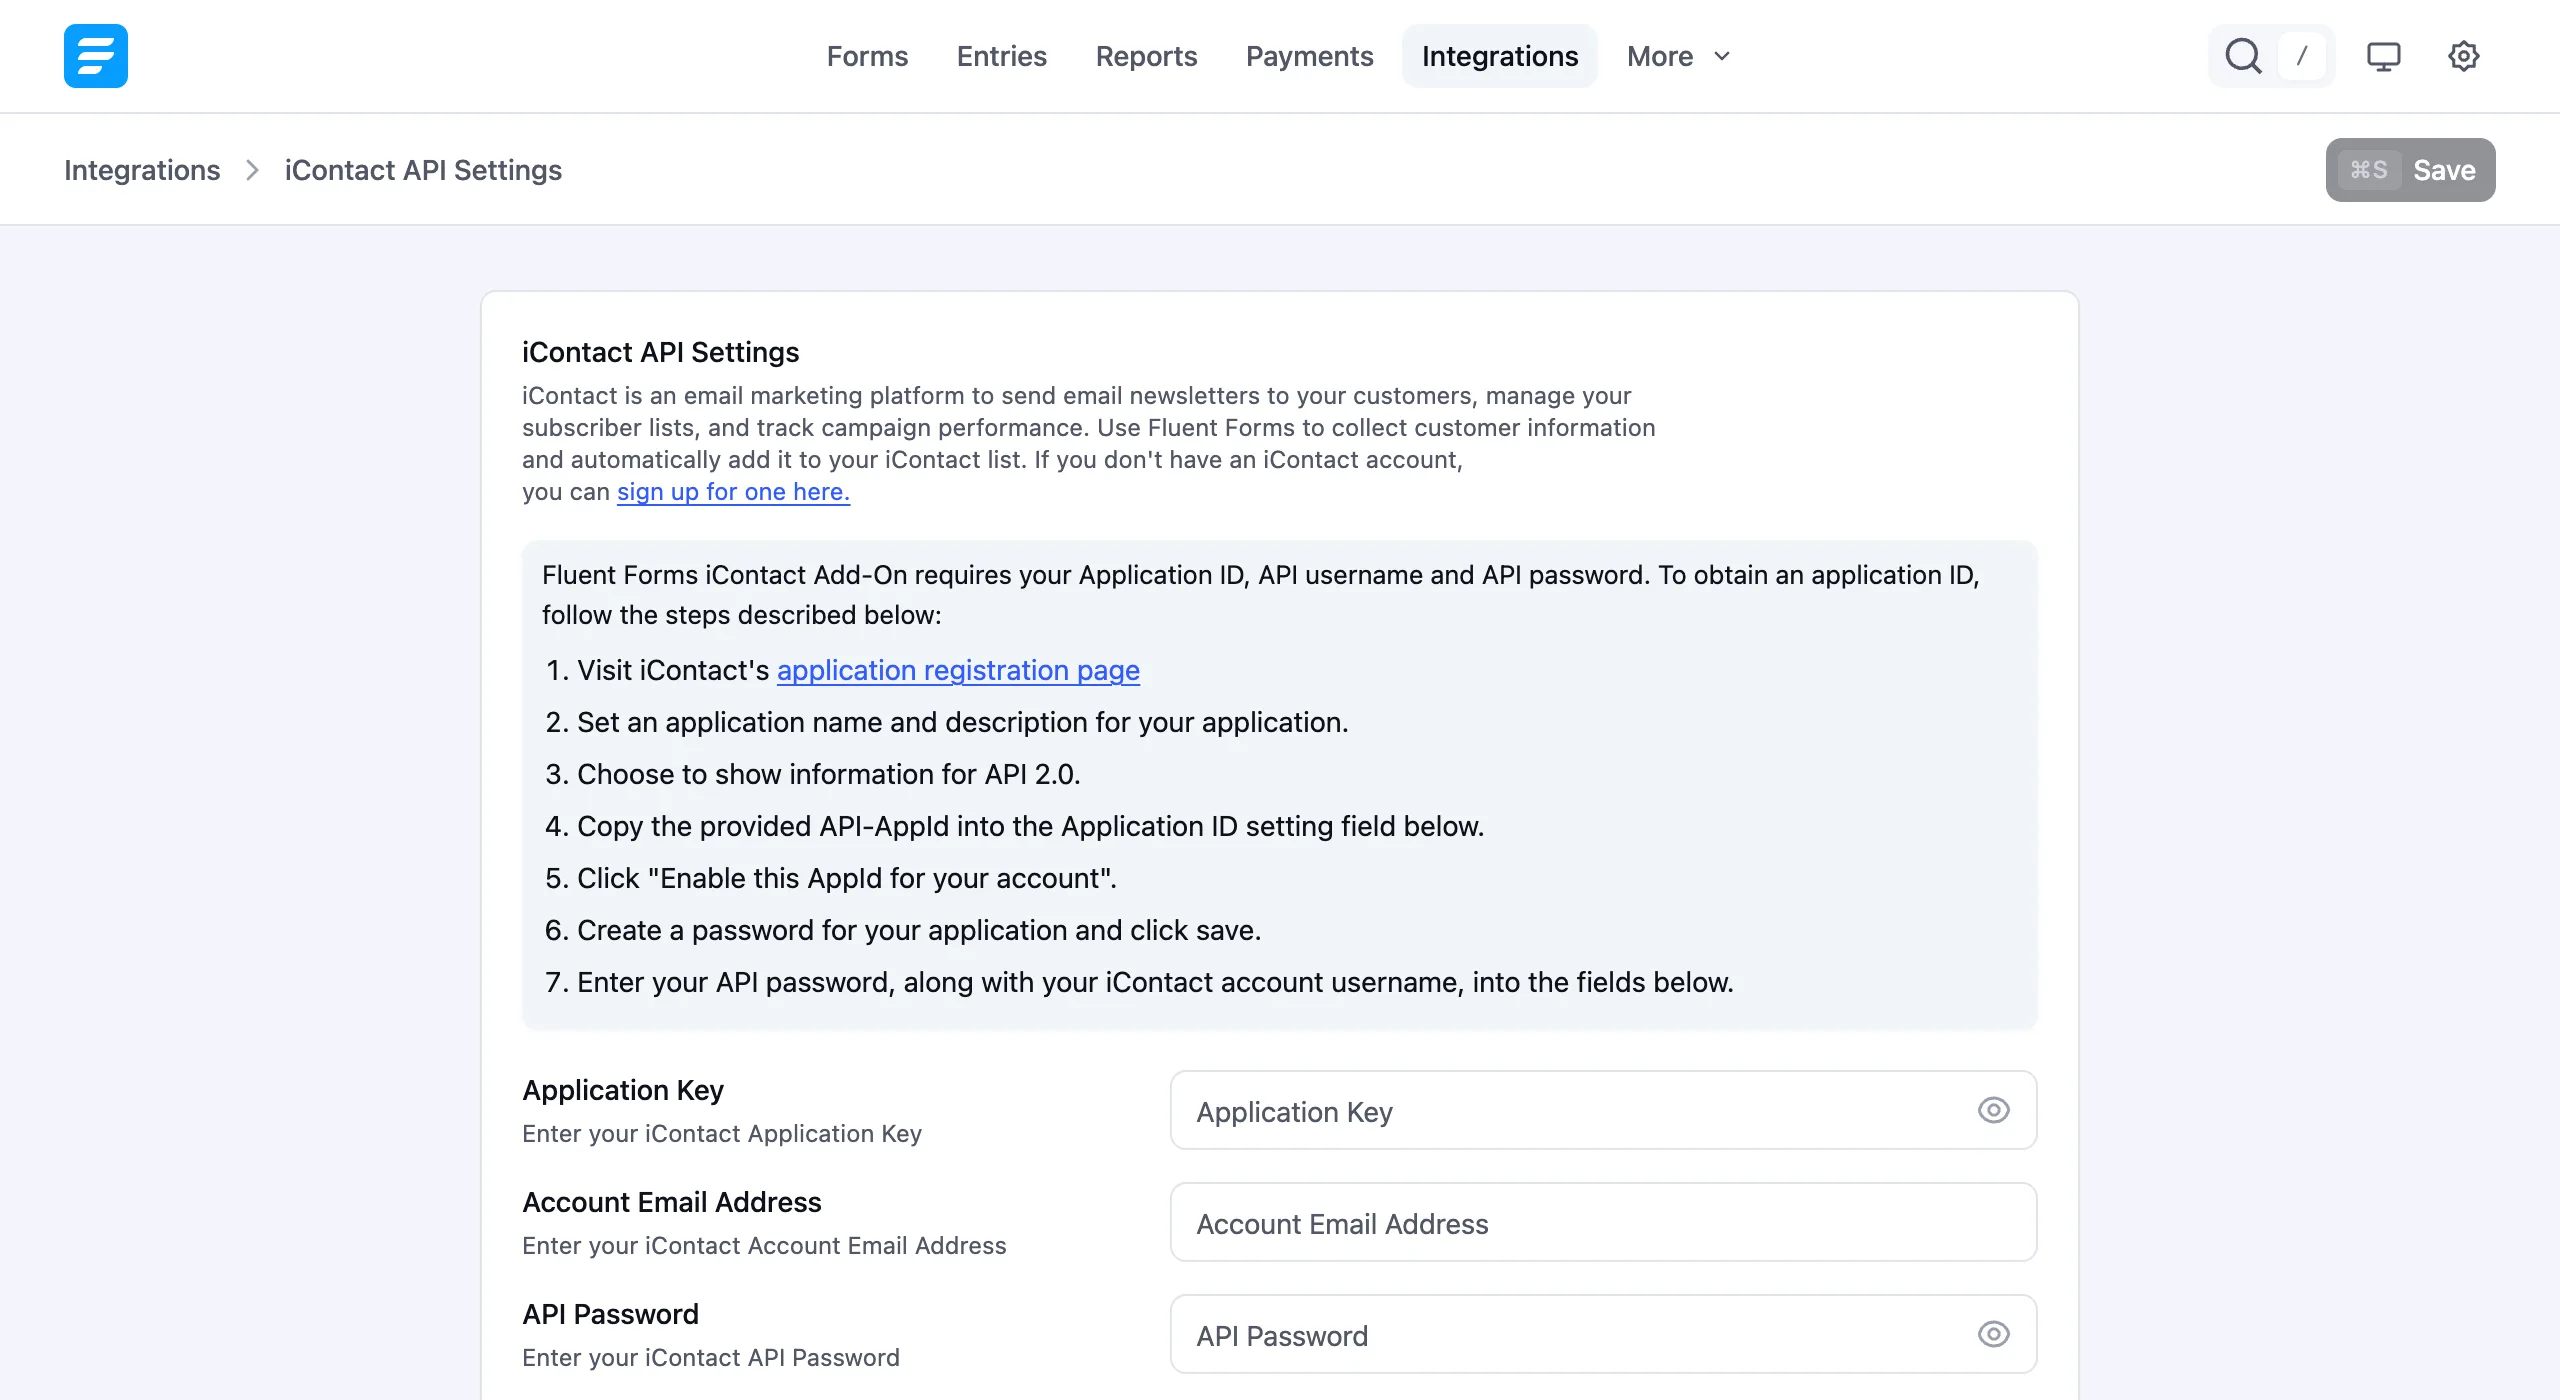 Forms Entries Reports Payments Integrations More /
Integrations > iContact API Settings ⌘S Save
iContact API Settings
iContact is an email marketing platform to send email newsletters to your customers, manage your
subscriber lists, and track campaign performance. Use Fluent Forms to collect customer information
and automatically add it to your iContact list. If you don't have an iContact account,
you can sign up for one here.
Fluent Forms iContact Add-On requires your Application ID, API username and API password. To obtain an application ID,
follow the steps described below:
1. Visit iContact's application registration page
2. Set an application name and description for your application.
3. Choose to show information for API 2.0.
4. Copy the provided API-AppId into the Application ID setting field below.
5. Click "Enable this AppId for your account".
6. Create a password for your application and click save.
7. Enter your API password, along with your iContact account username, into the fields below.
Application Key
Enter your iContact Application Key
Application Key
Account Email Address
Enter your iContact Account Email Address
Account Email Address
API Password
Enter your iContact API Password
API Password